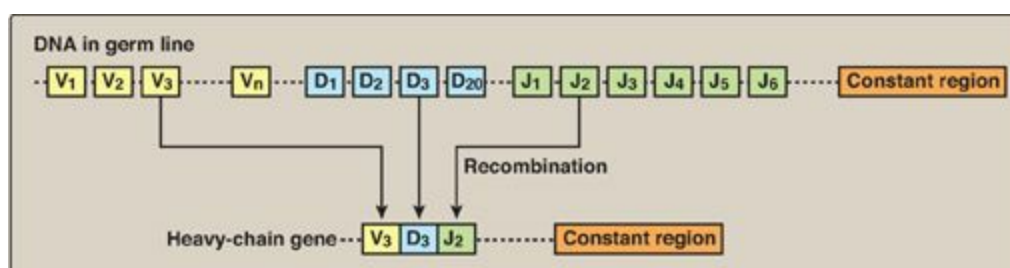 DNA in germ line
V1 V2 V3 Vn D1 D2 D3 D20 J1 J2 J3 J4 J5 J6 Constant region
Recombination
Heavy-chain gene V3 D3 J2 Constant region